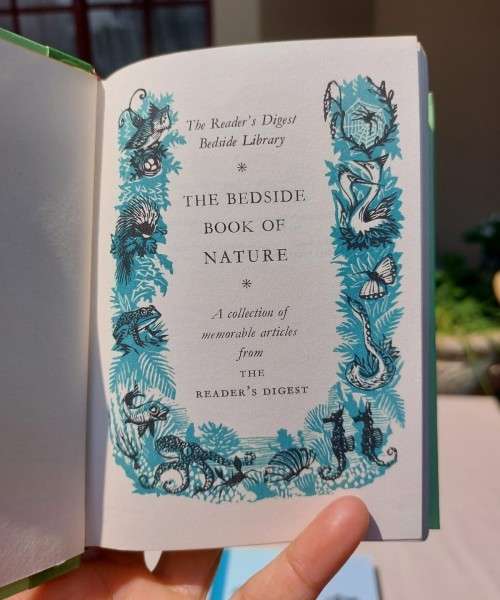 The Reader's Digest
Bedside Library
*
THE BEDSIDE
BOOK OF
NATURE
*
A collection of
memorable articles
from
THE
READER'S DIGEST